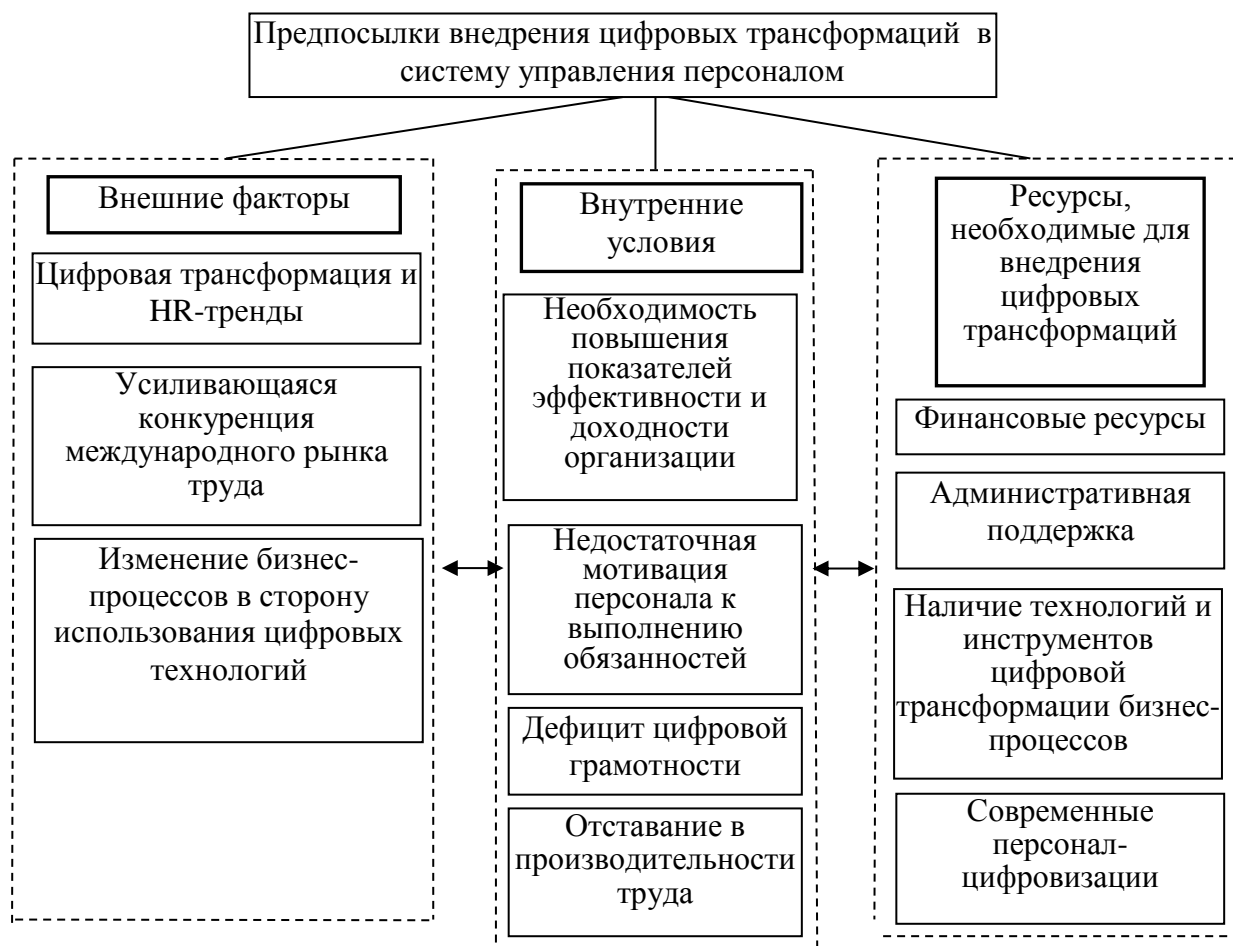 Предпосылки внедрения цифровых трансформаций в
систему управления персоналом
Внешние факторы
Цифровая трансформация и
HR-тренды
Усиливающаяся
конкуренция
международного рынка
труда
Изменение бизнес-
процессов в сторону
использования цифровых
технологий
Внутренние
условия
Необходимость
повышения
показателей
эффективности и
доходности
организации
Недостаточная
мотивация
персонала к
выполнению
обязанностей
Дефицит цифровой
грамотности
Отставание в
производительности
труда
Ресурсы,
необходимые для
внедрения
цифровых
трансформаций
Финансовые ресурсы
Административная
поддержка
Наличие технологий и
инструментов
цифровой
трансформации бизнес-
процессов
Современные
персонал-
цифровизации